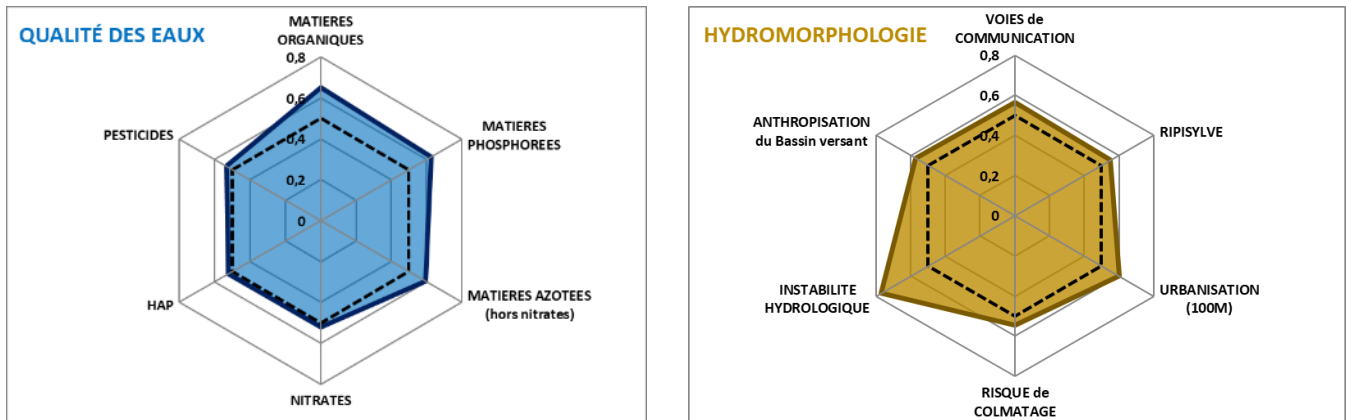 QUALITÉ DES EAUX
MATIERES
ORGANIQUES
0,8
0,6
0,4
0,2
0
PESTICIDES
MATIERES
PHOSPHOREES
HAP
MATIERES AZOTEES
(hors nitrates)
NITRATES
HYDROMORPHOLOGIE
VOIES de
COMMUNICATION
0,8
0,6
0,4
0,2
0
ANTHROPISATION
du Bassin versant
RIPISYLVE
INSTABILITE
HYDROLOGIQUE
URBANISATION
(100M)
RISQUE de
COLMATAGE